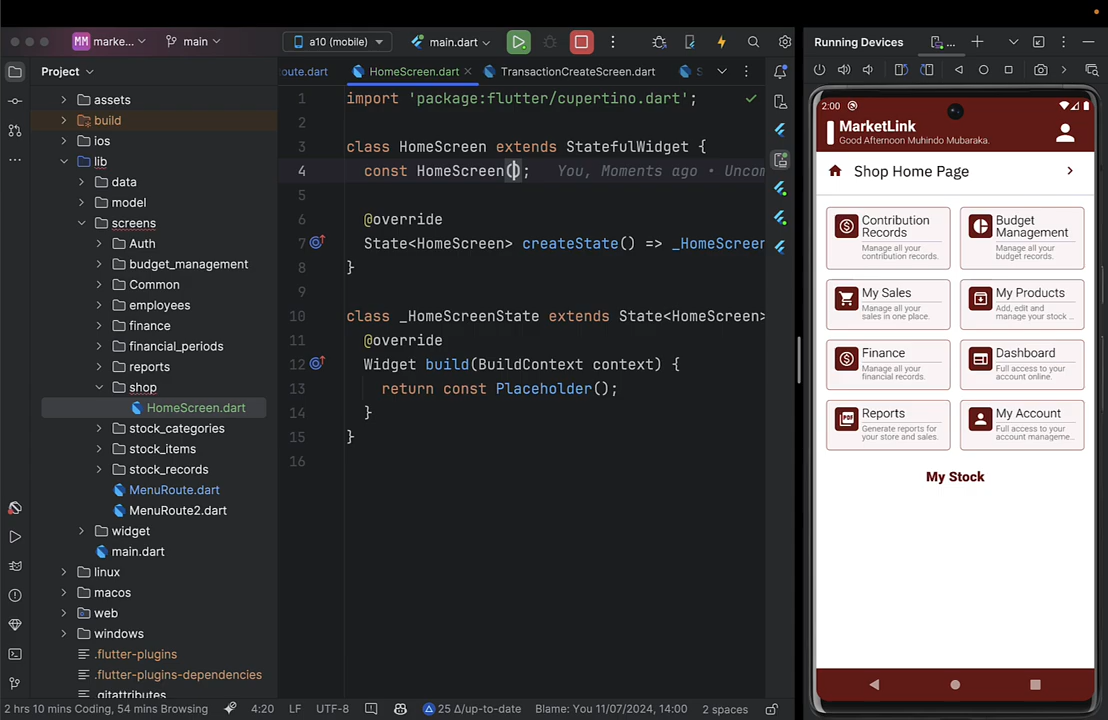 MM marke...
main
a10 (mobile)
main.dart
Running Devices
...
Project
oute.dart
HomeScreen.dart
TransactionCreateScreen.dart
S
assets
build
ios
lib
data
model
screens
Auth
budget_management
Common
employees
finance
financial_periods
reports
shop
HomeScreen.dart
stock_categories
stock_items
stock_records
MenuRoute.dart
MenuRoute2.dart
widget
main.dart
linux
macos
web
windows
.flutter-plugins
.flutter-plugins-dependencies
.gitattributes
1 import 'package:flutter/cupertino.dart';
2
3 class HomeScreen extends StatefulWidget {
4 const HomeScreen(); You, Moments ago • Uncom
5
6 @override
7 State<HomeScreen> createState() => _HomeScreen
8 }
9
10 class _HomeScreenState extends State<HomeScreen>
11 @override
12 Widget build(BuildContext context) {
13 return const Placeholder();
14 }
15 }
16
2:00
MarketLink
Good Afternoon Muhindo Mubaraka.
Shop Home Page
Contribution
Records
Manage all your
contribution records.
Budget
Management
Manage all your
budget records.
My Sales
Manage all your
sales in one place.
My Products
Add, edit and
manage your stock ...
Finance
Manage all your
financial records.
Dashboard
Full access to your
account online.
PDF
Reports
Generate reports for
your store and sales.
My Account
Full access to your
account manageme...
My Stock
2 hrs 10 mins Coding, 54 mins Browsing
4:20 LF UTF-8 25 Δ/up-to-date Blame: You 11/07/2024, 14:00 2 spaces